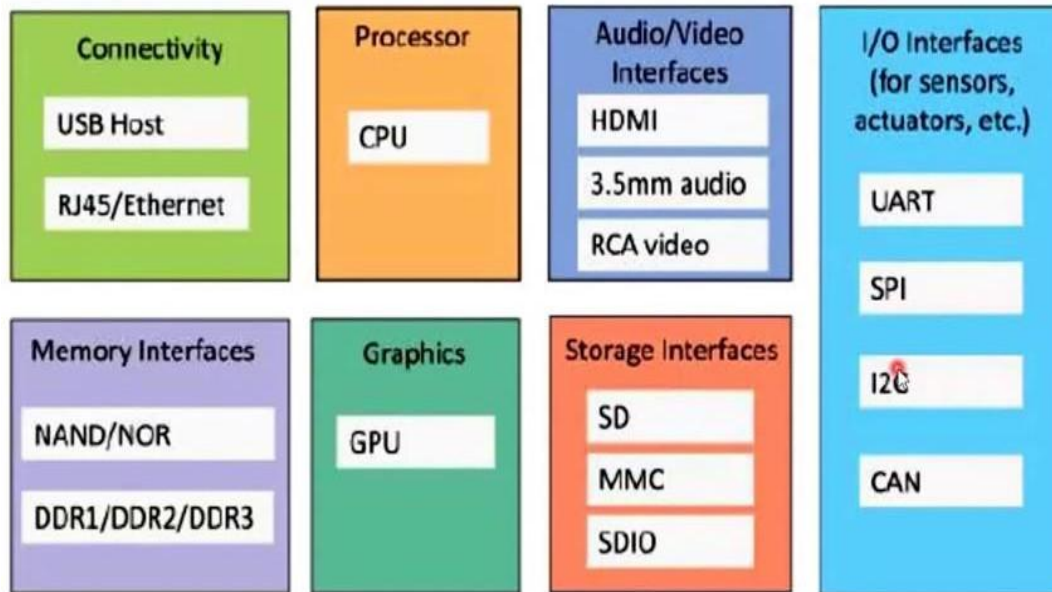 Connectivity
USB Host
RJ45/Ethernet
Processor
CPU
Audio/Video
Interfaces
HDMI
3.5mm audio
RCA video
I/O Interfaces
(for sensors,
actuators, etc.)
UART
SPI
I2C
CAN
Memory Interfaces
NAND/NOR
DDR1/DDR2/DDR3
Graphics
GPU
Storage Interfaces
SD
MMC
SDIO